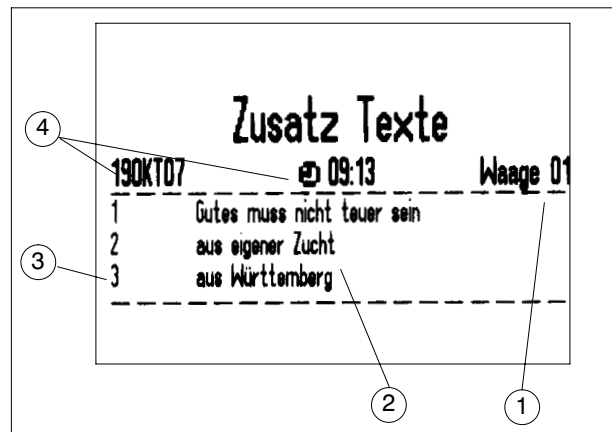 Zusatz Texte
4
19OKT07 09:13 Waage 01
1 Gutes muss nicht teuer sein
2 aus eigener Zucht
3
3 aus Württemberg
2
1